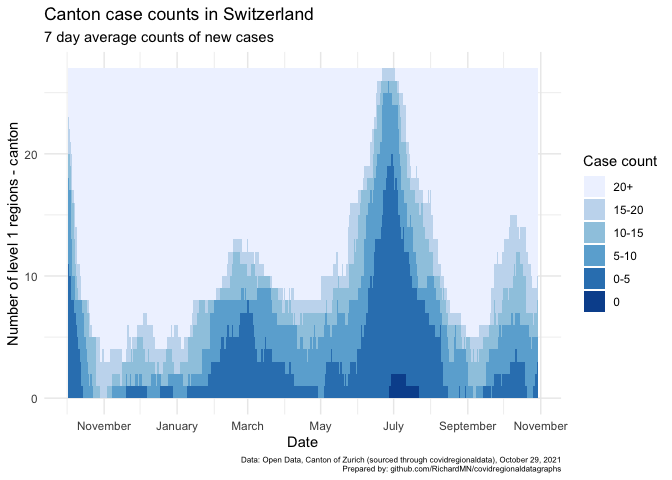 Canton case counts in Switzerland
7 day average counts of new cases
Number of level 1 regions - canton
20
10
0
November January March May July September November
Date
Case count
20+
15-20
10-15
5-10
0-5
0
Data: Open Data, Canton of Zurich (sourced through covidregionaldata), October 29, 2021
Prepared by: github.com/RichardMN/covidregionaldatagraphs